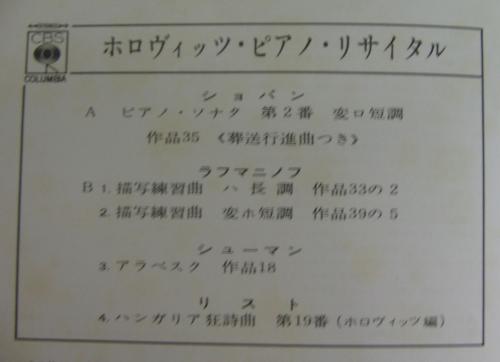 CBS
COLUMBIA
ホロヴィッツ・ピアノ・リサイタル
ショパン
A ピアノ・ソナタ 第2番 変ロ短調
作品35 《葬送行進曲つき》
ラフマニノフ
B 1. 描写練習曲 ハ長調 作品33の2
2. 描写練習曲 変ホ短調 作品39の5
シューマン
3. アラベスク 作品18
リスト
4. ハンガリア狂詩曲 第19番 (ホロヴィッツ編)